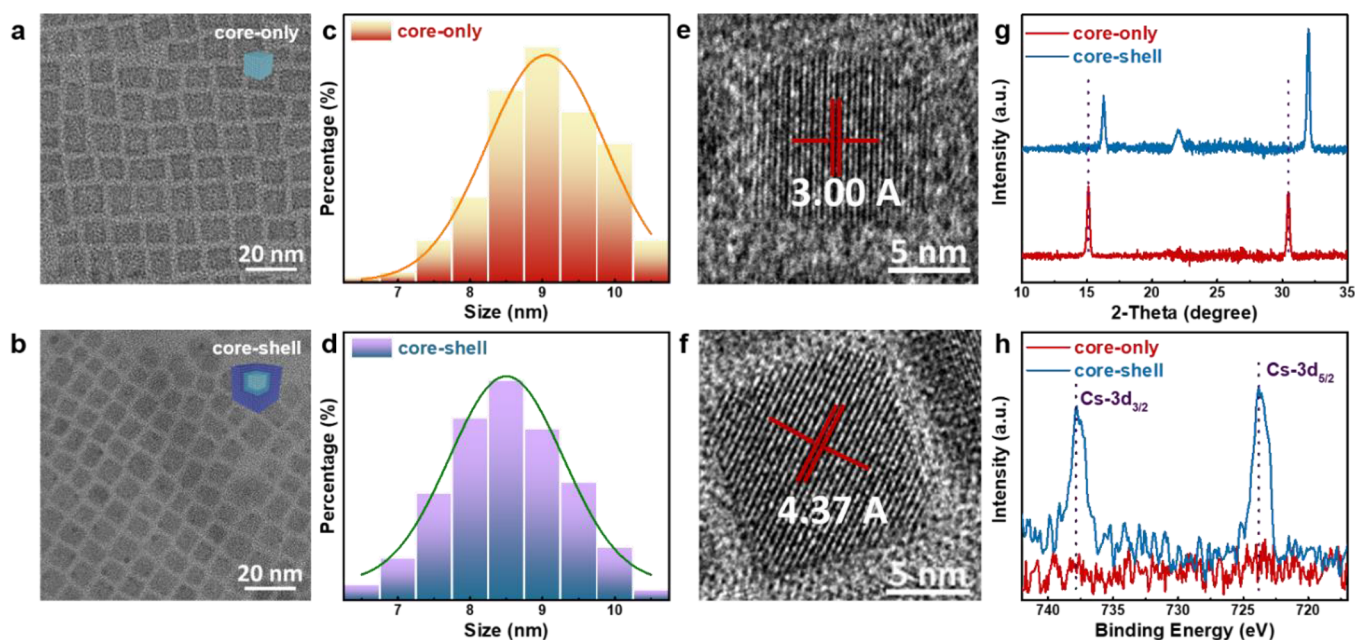 a
core-only
20 nm
b
core-shell
20 nm
c
core-only
Percentage (%)
7 8 9 10
Size (nm)
d
core-shell
Percentage (%)
7 8 9 10
Size (nm)
e
3.00 A
5 nm
f
4.37 A
5 nm
g
core-only
core-shell
Intensity (a.u.)
10 15 20 25 30 35
2-Theta (degree)
h
core-only
core-shell
Cs-3d5/2
Cs-3d3/2
Intensity (a.u.)
740 735 730 725 720
Binding Energy (eV)